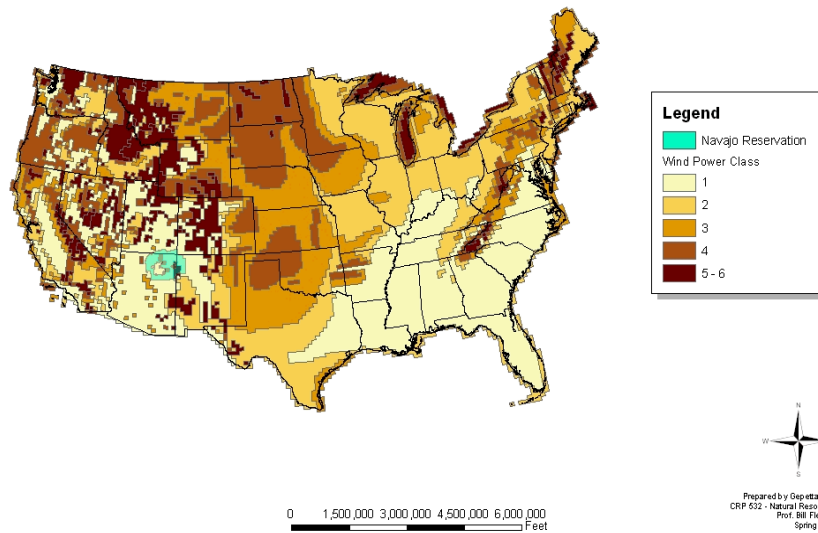 Legend
Navajo Reservation
Wind Power Class
1
2
3
4
5 - 6
N
W
S
0 1,500,000 3,000,000 4,500,000 6,000,000
Feet
Prepared by
CRP 532 - Natural
Prof. Bill
Spring